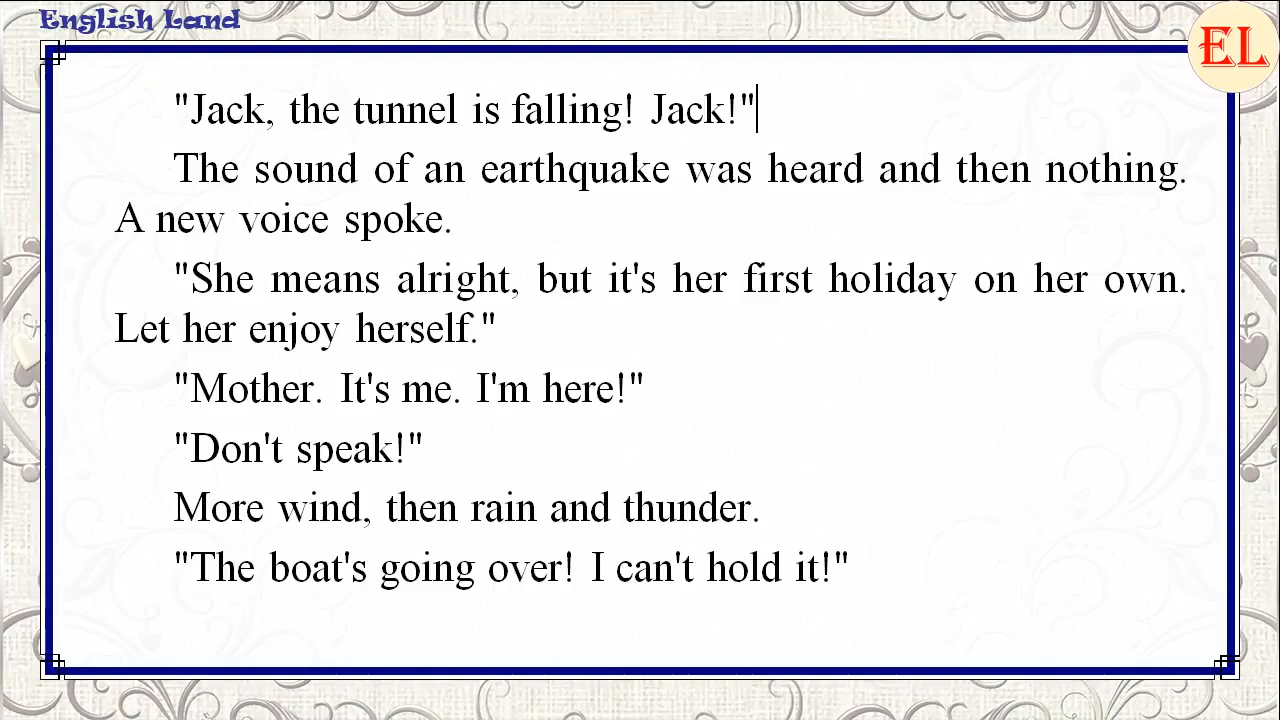 English Land
EL
"Jack, the tunnel is falling! Jack!"
The sound of an earthquake was heard and then nothing.
A new voice spoke.
"She means alright, but it's her first holiday on her own.
Let her enjoy herself."
"Mother. It's me. I'm here!"
"Don't speak!"
More wind, then rain and thunder.
"The boat's going over! I can't hold it!"